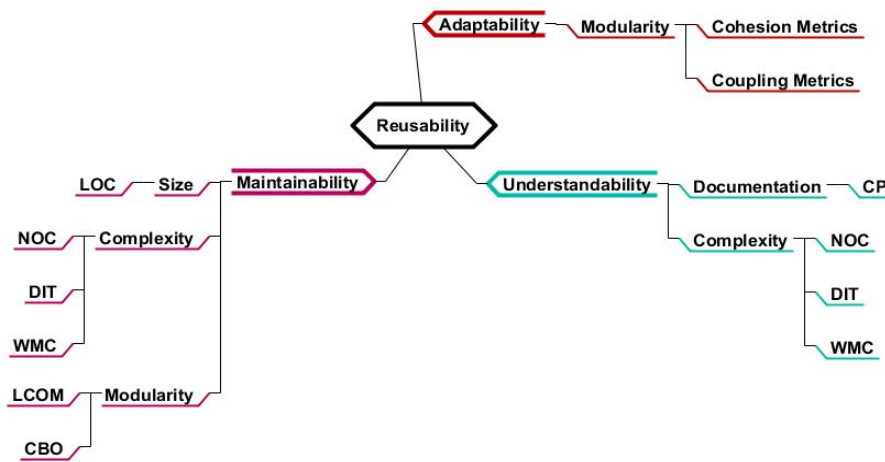 Adaptability
Modularity
Cohesion Metrics
Coupling Metrics
Reusability
LOC
Size
Maintainability
NOC
Complexity
DIT
WMC
LCOM
Modularity
CBO
Understandability
Documentation
CP
Complexity
NOC
DIT
WMC